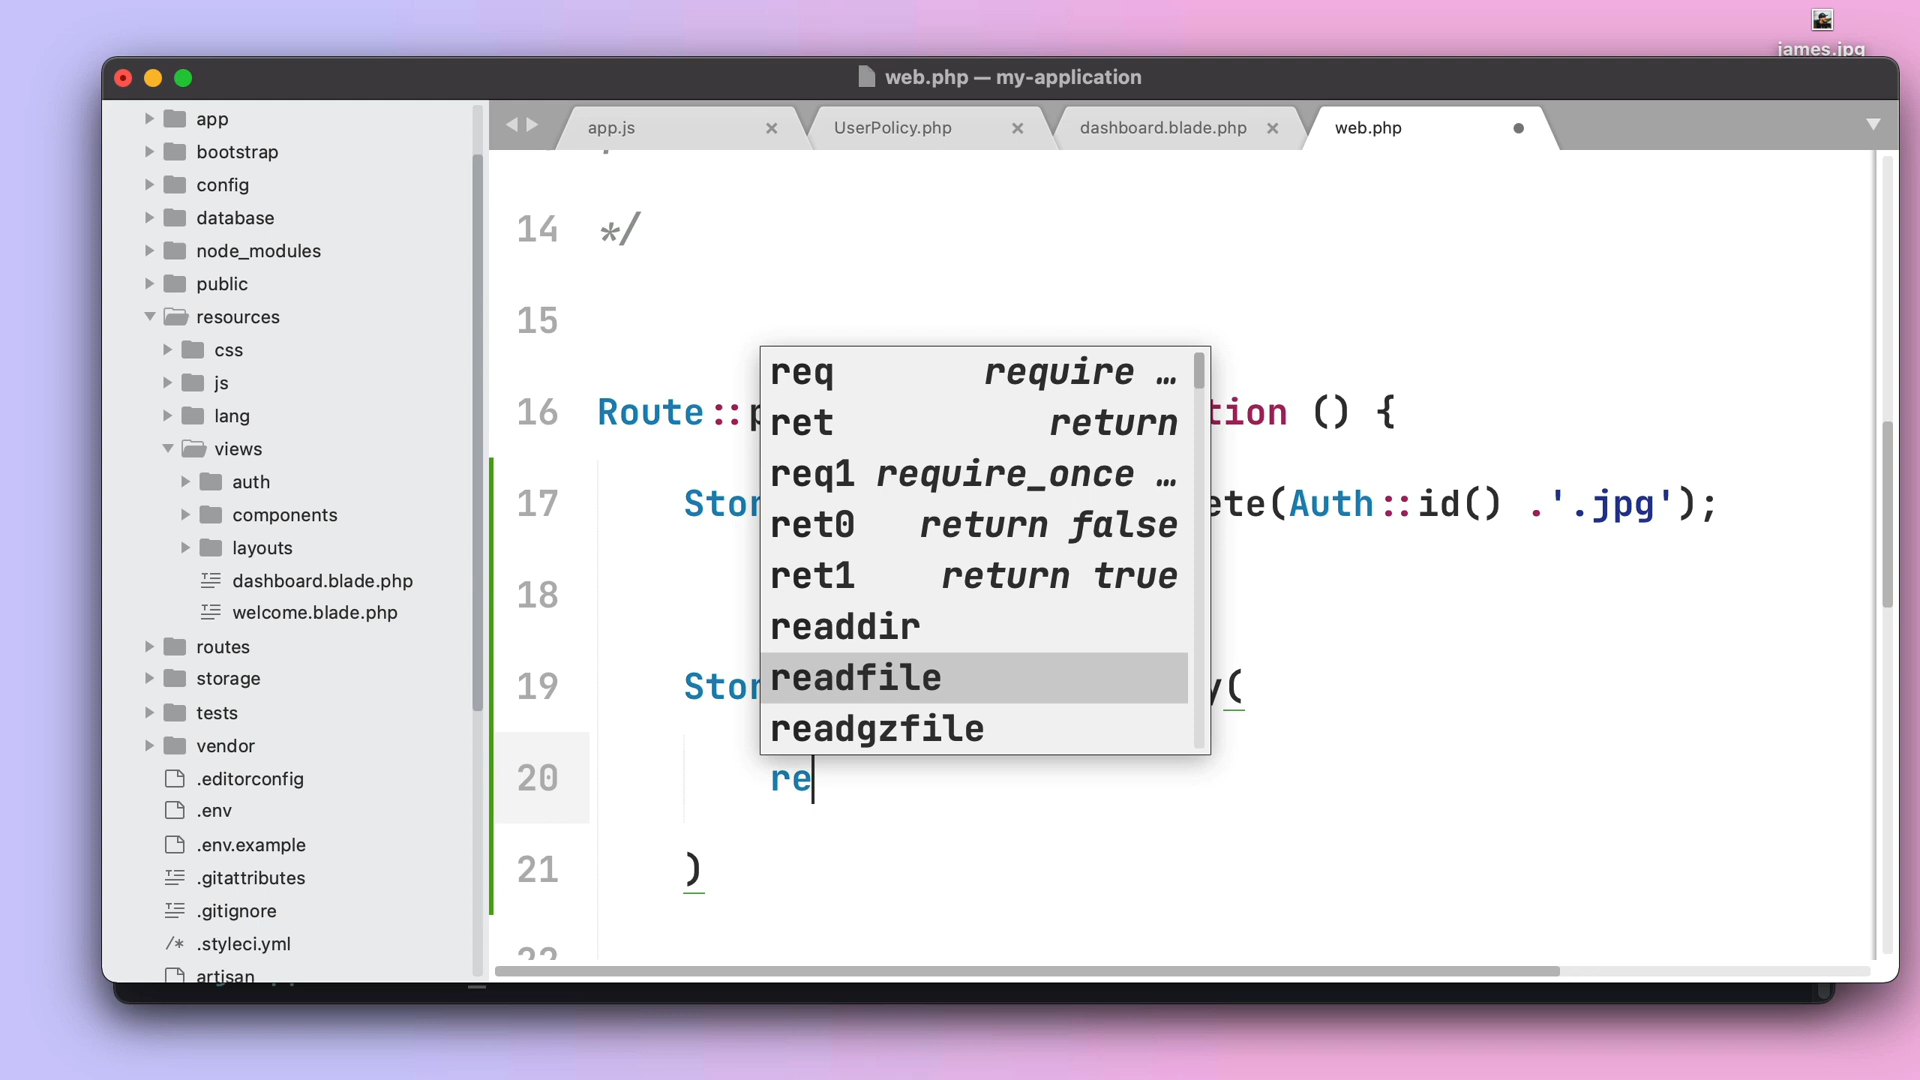 james.jpg
web.php — my-application
app
bootstrap
config
database
node_modules
public
resources
css
js
lang
views
auth
components
layouts
dashboard.blade.php
welcome.blade.php
routes
storage
tests
vendor
.editorconfig
.env
.env.example
.gitattributes
.gitignore
.styleci.yml
artisan
app.js
UserPolicy.php
dashboard.blade.php
web.php
14 */
15
16 Route::p tion () {
17 Stor ete(Auth::id() .'.jpg');
18
19 Stor y(
20 re
21 )
22
req require …
ret return
req1 require_once …
ret0 return false
ret1 return true
readdir
readfile
readgzfile